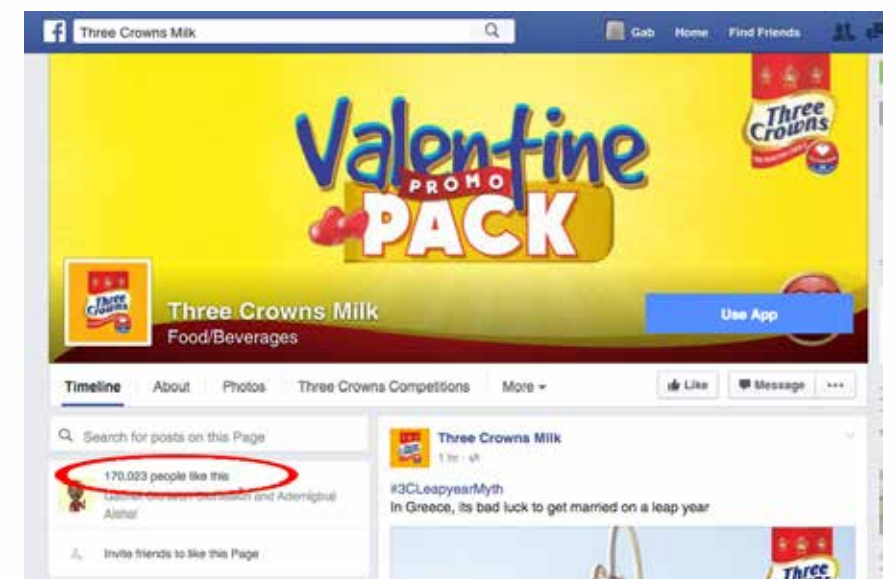 Three Crowns Milk
Gab Home Find Friends
Three Crowns
Valentine
PROMO
PACK
Three Crowns
Three Crowns Milk
Food/Beverages
Use App
Timeline About Photos Three Crowns Competitions More
Like Message
Search for posts on this Page
170,023 people like this
and
Invite friends to like this Page
Three Crowns Milk
1 hr
#3CLeapyearMyth
In Greece, its bad luck to get married on a leap year
Three